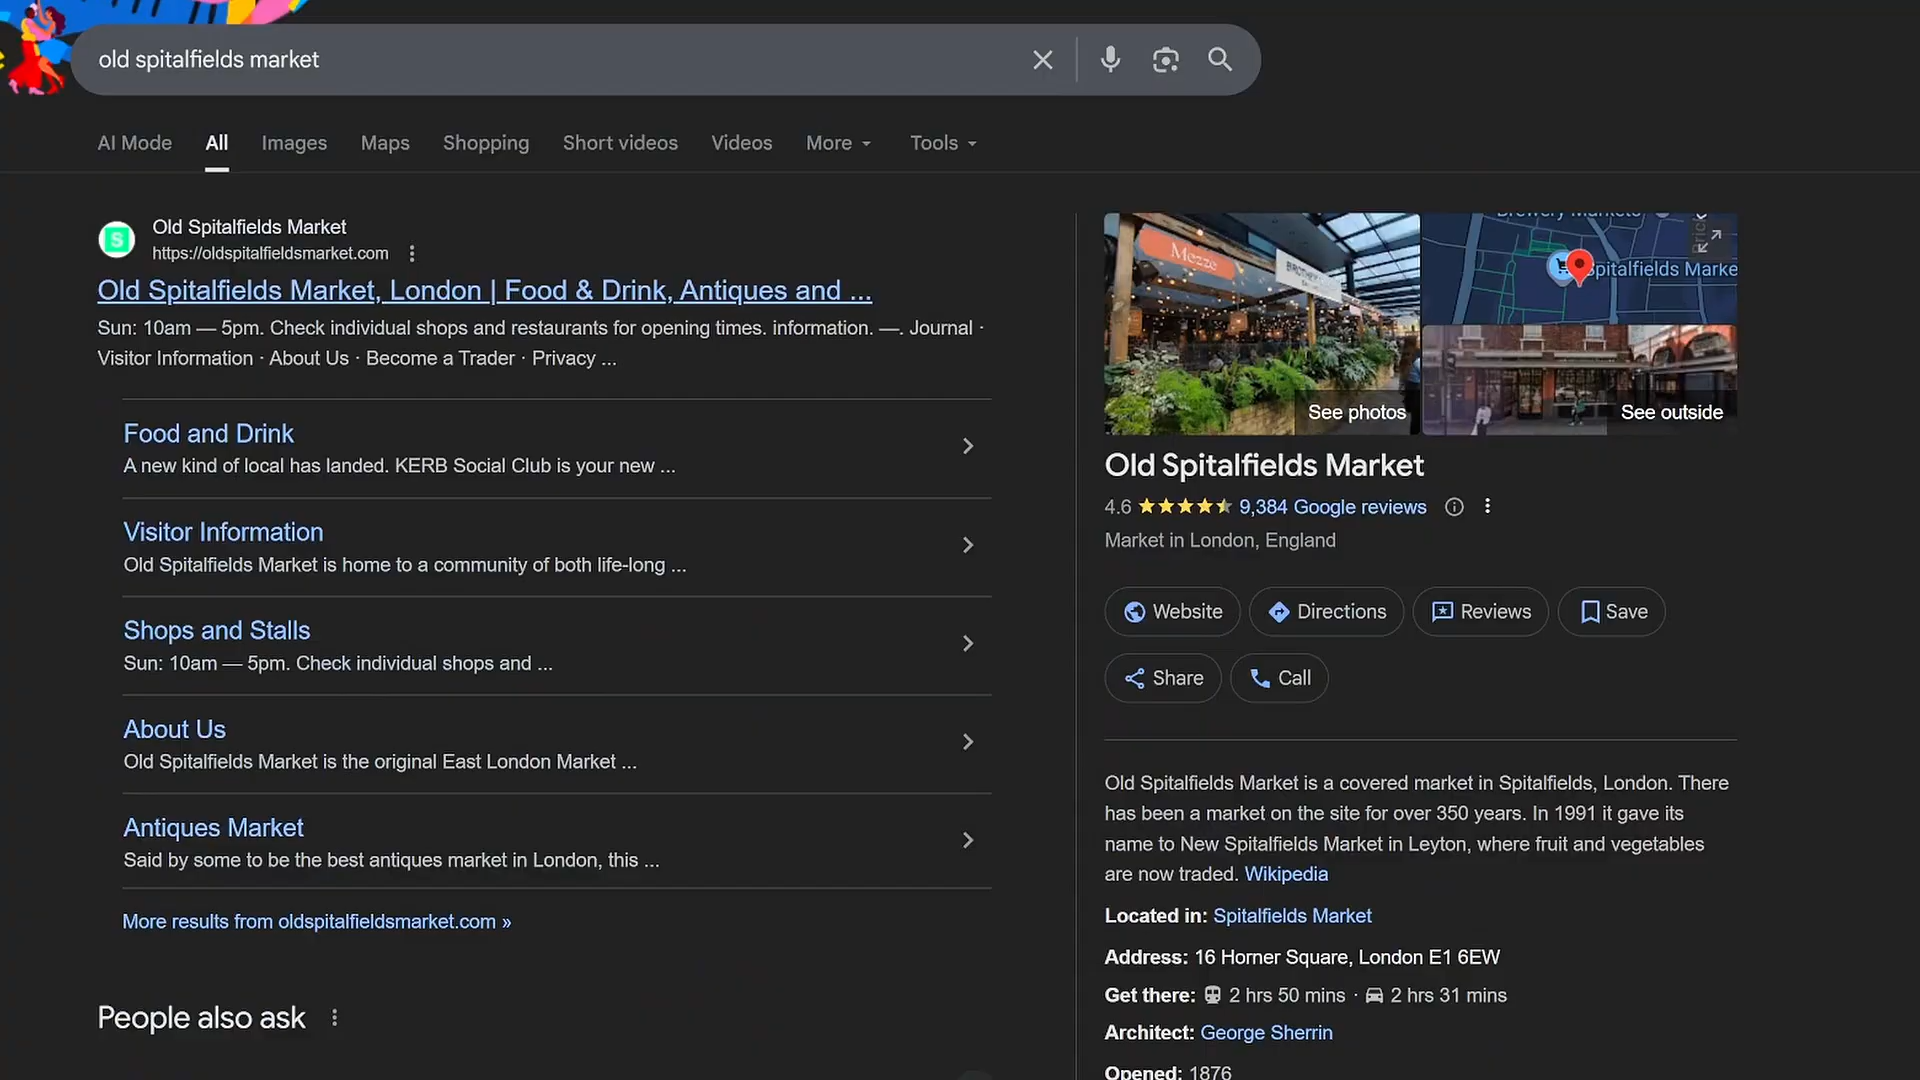 old spitalfields market
AI Mode
All
Images
Maps
Shopping
Short videos
Videos
More
Tools
Old Spitalfields Market
https://oldspitalfieldsmarket.com
Old Spitalfields Market, London | Food & Drink, Antiques and ...
Sun: 10am — 5pm. Check individual shops and restaurants for opening times. information. —. Journal ·
Visitor Information · About Us · Become a Trader · Privacy ...
Food and Drink
A new kind of local has landed. KERB Social Club is your new ...
Visitor Information
Old Spitalfields Market is home to a community of both life-long ...
Shops and Stalls
Sun: 10am — 5pm. Check individual shops and ...
About Us
Old Spitalfields Market is the original East London Market ...
Antiques Market
Said by some to be the best antiques market in London, this ...
More results from oldspitalfieldsmarket.com »
People also ask
Mezze
Brewery Markets
Spitalfields Marke
See photos
See outside
Old Spitalfields Market
4.6 9,384 Google reviews
Market in London, England
Website
Directions
Reviews
Save
Share
Call
Old Spitalfields Market is a covered market in Spitalfields, London. There
has been a market on the site for over 350 years. In 1991 it gave its
name to New Spitalfields Market in Leyton, where fruit and vegetables
are now traded. Wikipedia
Located in: Spitalfields Market
Address: 16 Horner Square, London E1 6EW
Get there: 2 hrs 50 mins · 2 hrs 31 mins
Architect: George Sherrin
Opened: 1876